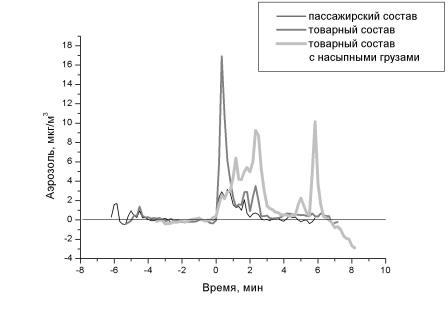 пассажирский состав
товарный состав
товарный состав
с насыпными грузами
Аэрозоль, мкг/м³
18
16
14
12
10
8
6
4
2
0
-2
-4
-8 -6 -4 -2 0 2 4 6 8 10
Время, мин